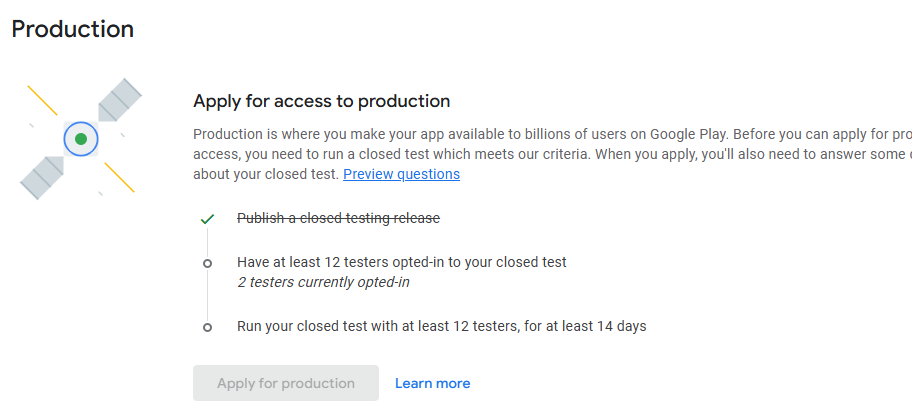 Production
Apply for access to production
Production is where you make your app available to billions of users on Google Play. Before you can apply for
access, you need to run a closed test which meets our criteria. When you apply, you'll also need to answer some
about your closed test. Preview questions
Publish a closed testing release
Have at least 12 testers opted-in to your closed test
2 testers currently opted-in
Run your closed test with at least 12 testers, for at least 14 days
Apply for production
Learn more